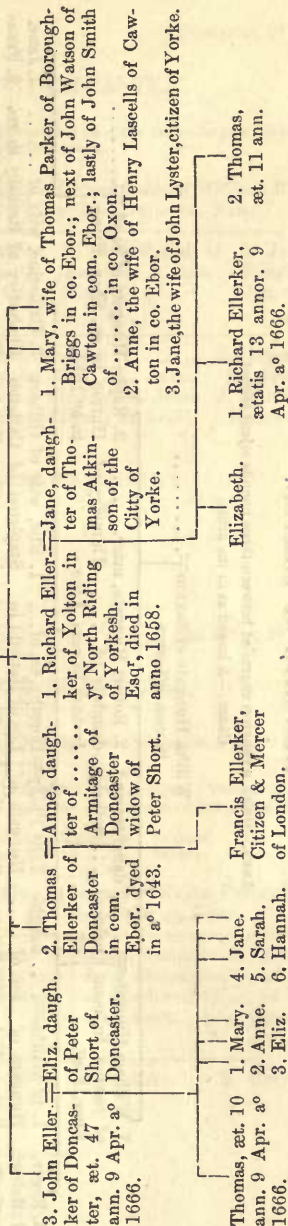 3. John Eller-
ker of Doncas-
ter, æt. 47
ann. 9 Apr. aº
1666.
Eliz. daugh.
of Peter
Short of
Doncaster.
2. Thomas
Ellerker of
Doncaster
in com.
Ebor. dyed
in aº 1643.
Anne, daugh-
ter of ......
Armitage of
Doncaster
widow of
Peter Short.
1. Richard Eller-
ker of Yolton in
yᵉ North Riding
of Yorkesh.
Esqʳ, died in
anno 1658.
Jane, daugh-
ter of Tho-
mas Atkin-
son of the
Citty of
Yorke.
1. Mary, wife of Thomas Parker of Borough-
Briggs in co. Ebor.; next of John Watson of
Cawton in com. Ebor.; lastly of John Smith
of ...... in co. Oxon.
2. Anne, the wife of Henry Lascells of Caw-
ton in co. Ebor.
3. Jane, the wife of John Lyster, citizen of Yorke.
Thomas, æt. 10
ann. 9 Apr. aº
1666.
1. Mary.
2. Anne.
3. Eliz.
4. Jane.
5. Sarah.
6. Hannah.
Francis Ellerker,
Citizen & Mercer
of London.
Elizabeth.
1. Richard Ellerker,
ætatis 13 annor. 9
Apr. aº 1666.
2. Thomas,
æt. 11 ann.